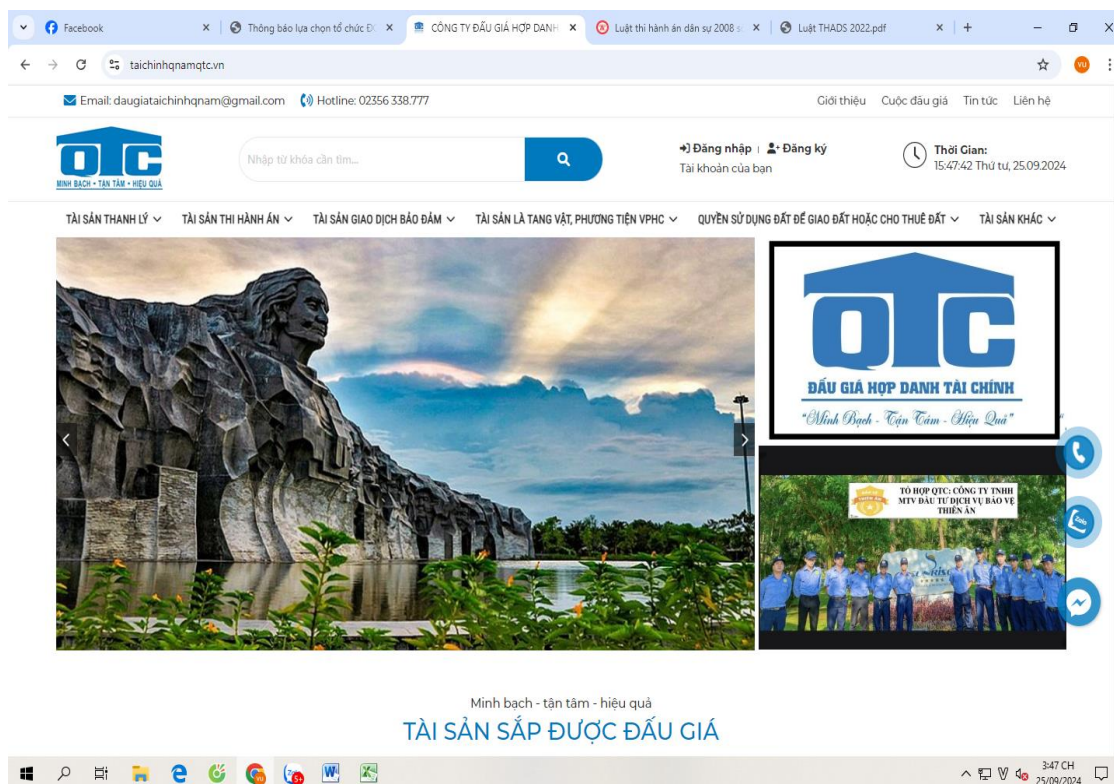 Facebook
Thông báo lựa chọn tổ chức Đ
CÔNG TY ĐẤU GIÁ HỢP DANH
Luật thi hành án dân sự 2008 s
Luật THADS 2022.pdf
taichinhqnamqtc.vn
VU
Email: daugiataichinhqnam@gmail.com
Hotline: 02356 338.777
Giới thiệu
Cuộc đấu giá
Tin tức
Liên hệ
QTC
MINH BẠCH - TẬN TÂM - HIỆU QUẢ
Nhập từ khóa cần tìm...
Đăng nhập | Đăng ký
Tài khoản của bạn
Thời Gian:
15:47:42 Thứ tư, 25.09.2024
TÀI SẢN THANH LÝ
TÀI SẢN THI HÀNH ÁN
TÀI SẢN GIAO DỊCH BẢO ĐẢM
TÀI SẢN LÀ TANG VẬT, PHƯƠNG TIỆN VPHC
QUYỀN SỬ DỤNG ĐẤT ĐỂ GIAO ĐẤT HOẶC CHO THUÊ ĐẤT
TÀI SẢN KHÁC
QTC
ĐẤU GIÁ HỢP DANH TÀI CHÍNH
"Minh Bạch - Tận Tâm - Hiệu Quả"
TỔ HỢP QTC: CÔNG TY TNHH
MTV ĐẦU TƯ DỊCH VỤ BẢO VỆ
THIÊN ÂN
Zalo
Minh bạch - tận tâm - hiệu quả
TÀI SẢN SẮP ĐƯỢC ĐẤU GIÁ
5+
3:47 CH
25/09/2024